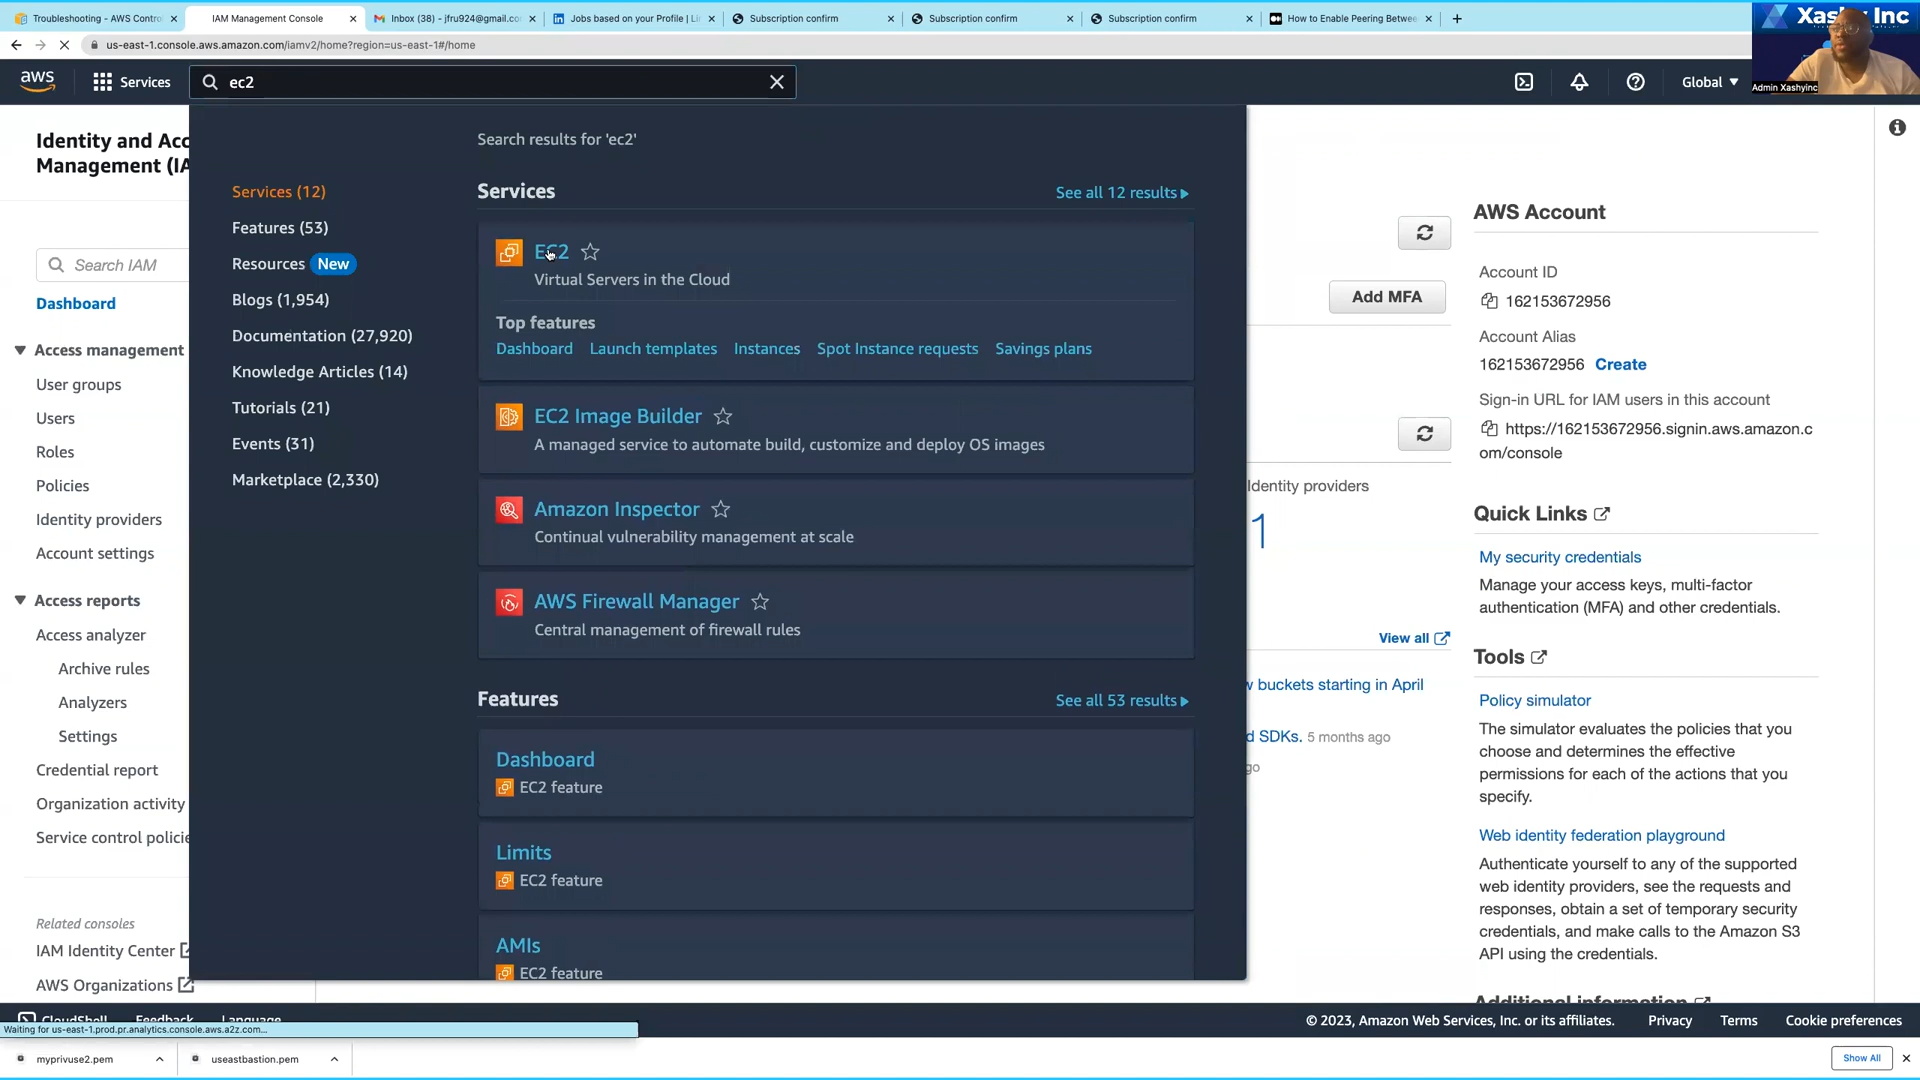 Troubleshooting - AWS Contro
IAM Management Console
Inbox (38) - jfru924@gmail.co
Jobs based on your Profile | Li
Subscription confirm
Subscription confirm
Subscription confirm
How to Enable Peering Betwee
us-east-1.console.aws.amazon.com/iamv2/home?region=us-east-1#/home
Inc
Admin Xashyinc
aws
Services
ec2
Global
Identity and Acc
Management (IA
Search IAM
Dashboard
Access management
User groups
Users
Roles
Policies
Identity providers
Account settings
Access reports
Access analyzer
Archive rules
Analyzers
Settings
Credential report
Organization activity
Service control policie
Related consoles
IAM Identity Center
AWS Organizations
Services (12)
Features (53)
Resources New
Blogs (1,954)
Documentation (27,920)
Knowledge Articles (14)
Tutorials (21)
Events (31)
Marketplace (2,330)
Search results for 'ec2'
Services
See all 12 results
EC2
Virtual Servers in the Cloud
Top features
Dashboard Launch templates Instances Spot Instance requests Savings plans
EC2 Image Builder
A managed service to automate build, customize and deploy OS images
Amazon Inspector
Continual vulnerability management at scale
AWS Firewall Manager
Central management of firewall rules
Features
See all 53 results
Dashboard
EC2 feature
Limits
EC2 feature
AMIs
EC2 feature
Add MFA
Identity providers
1
View all
w buckets starting in April
d SDKs. 5 months ago
go
AWS Account
Account ID
162153672956
Account Alias
162153672956 Create
Sign-in URL for IAM users in this account
https://162153672956.signin.aws.amazon.c
om/console
Quick Links
My security credentials
Manage your access keys, multi-factor
authentication (MFA) and other credentials.
Tools
Policy simulator
The simulator evaluates the policies that you
choose and determines the effective
permissions for each of the actions that you
specify.
Web identity federation playground
Authenticate yourself to any of the supported
web identity providers, see the requests and
responses, obtain a set of temporary security
credentials, and make calls to the Amazon S3
API using the credentials.
Additional information
CloudShell Feedback Language
© 2023, Amazon Web Services, Inc. or its affiliates. Privacy Terms Cookie preferences
Waiting for us-east-1.prod.pr.analytics.console.aws.a2z.com...
myprivuse2.pem
useastbastion.pem
Show All